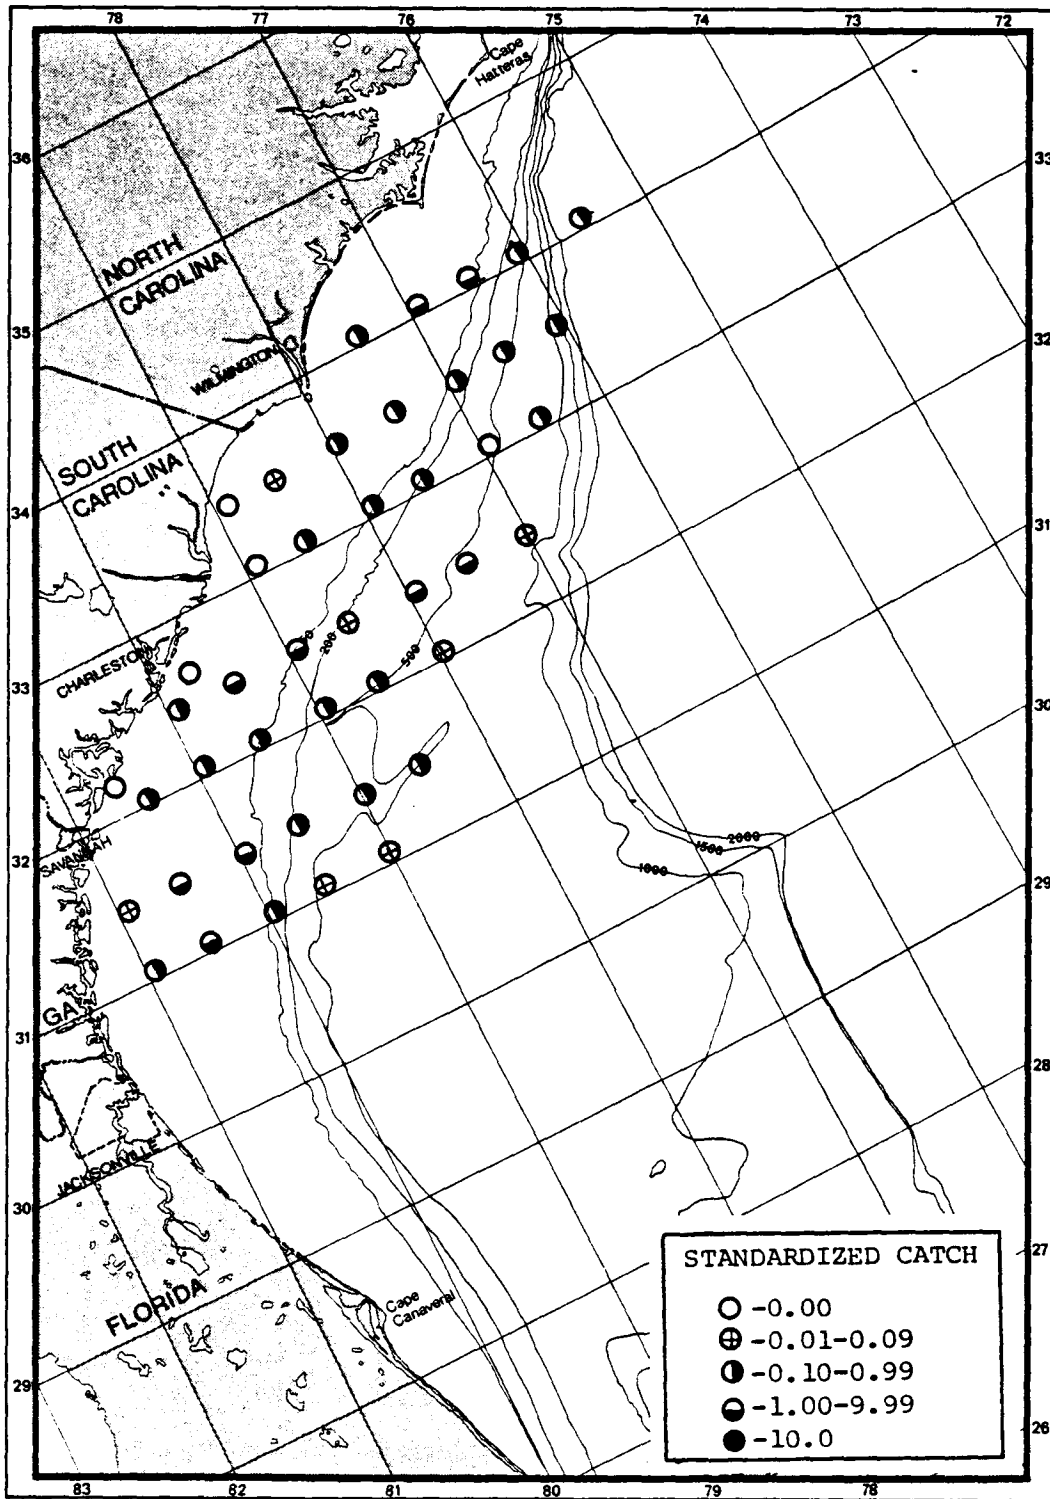 78 77 76 75 74 73 72
Cape
Hatteras
36
33
NORTH
CAROLINA
35
32
WILMINGTON
SOUTH
CAROLINA
34
31
CHARLESTON
200
500
33
30
SAVANNAH
2000
1500
1000
32
29
GA
31
28
JACKSONVILLE
30
27
STANDARDIZED CATCH
-0.00
-0.01-0.09
-0.10-0.99
-1.00-9.99
-10.0
FLORIDA
Cape
Canaveral
29
26
83 82 81 80 79 78